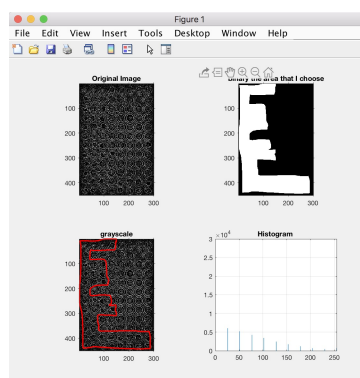 Figure 1
File Edit View Insert Tools Desktop Window Help
Original Image
100
200
300
400
100 200 300
Binary the area that I choose
100
200
300
400
100 200 300
grayscale
100
200
300
400
100 200 300
Histogram
×10⁴
3
2.5
2
1.5
1
0.5
0
0 50 100 150 200 250